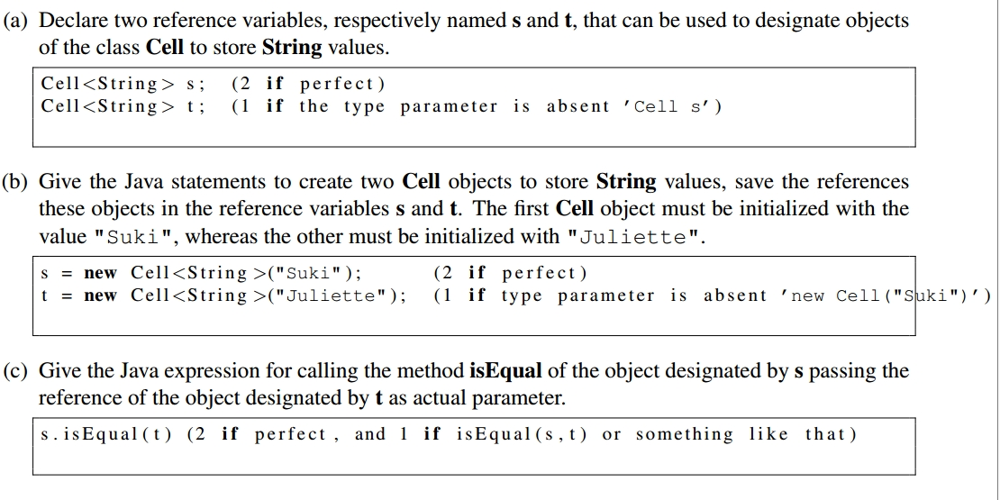 (a) Declare two reference variables, respectively named s and t, that can be used to designate objects
of the class Cell to store String values.
Cell<String> s; (2 if perfect)
Cell<String> t; (1 if the type parameter is absent 'Cell s')
(b) Give the Java statements to create two Cell objects to store String values, save the references
these objects in the reference variables s and t. The first Cell object must be initialized with the
value "Suki", whereas the other must be initialized with "Juliette".
s = new Cell<String>("Suki"); (2 if perfect)
t = new Cell<String>("Juliette"); (1 if type parameter is absent 'new Cell("Suki")')
(c) Give the Java expression for calling the method isEqual of the object designated by s passing the
reference of the object designated by t as actual parameter.
s.isEqual(t) (2 if perfect, and 1 if isEqual(s,t) or something like that)